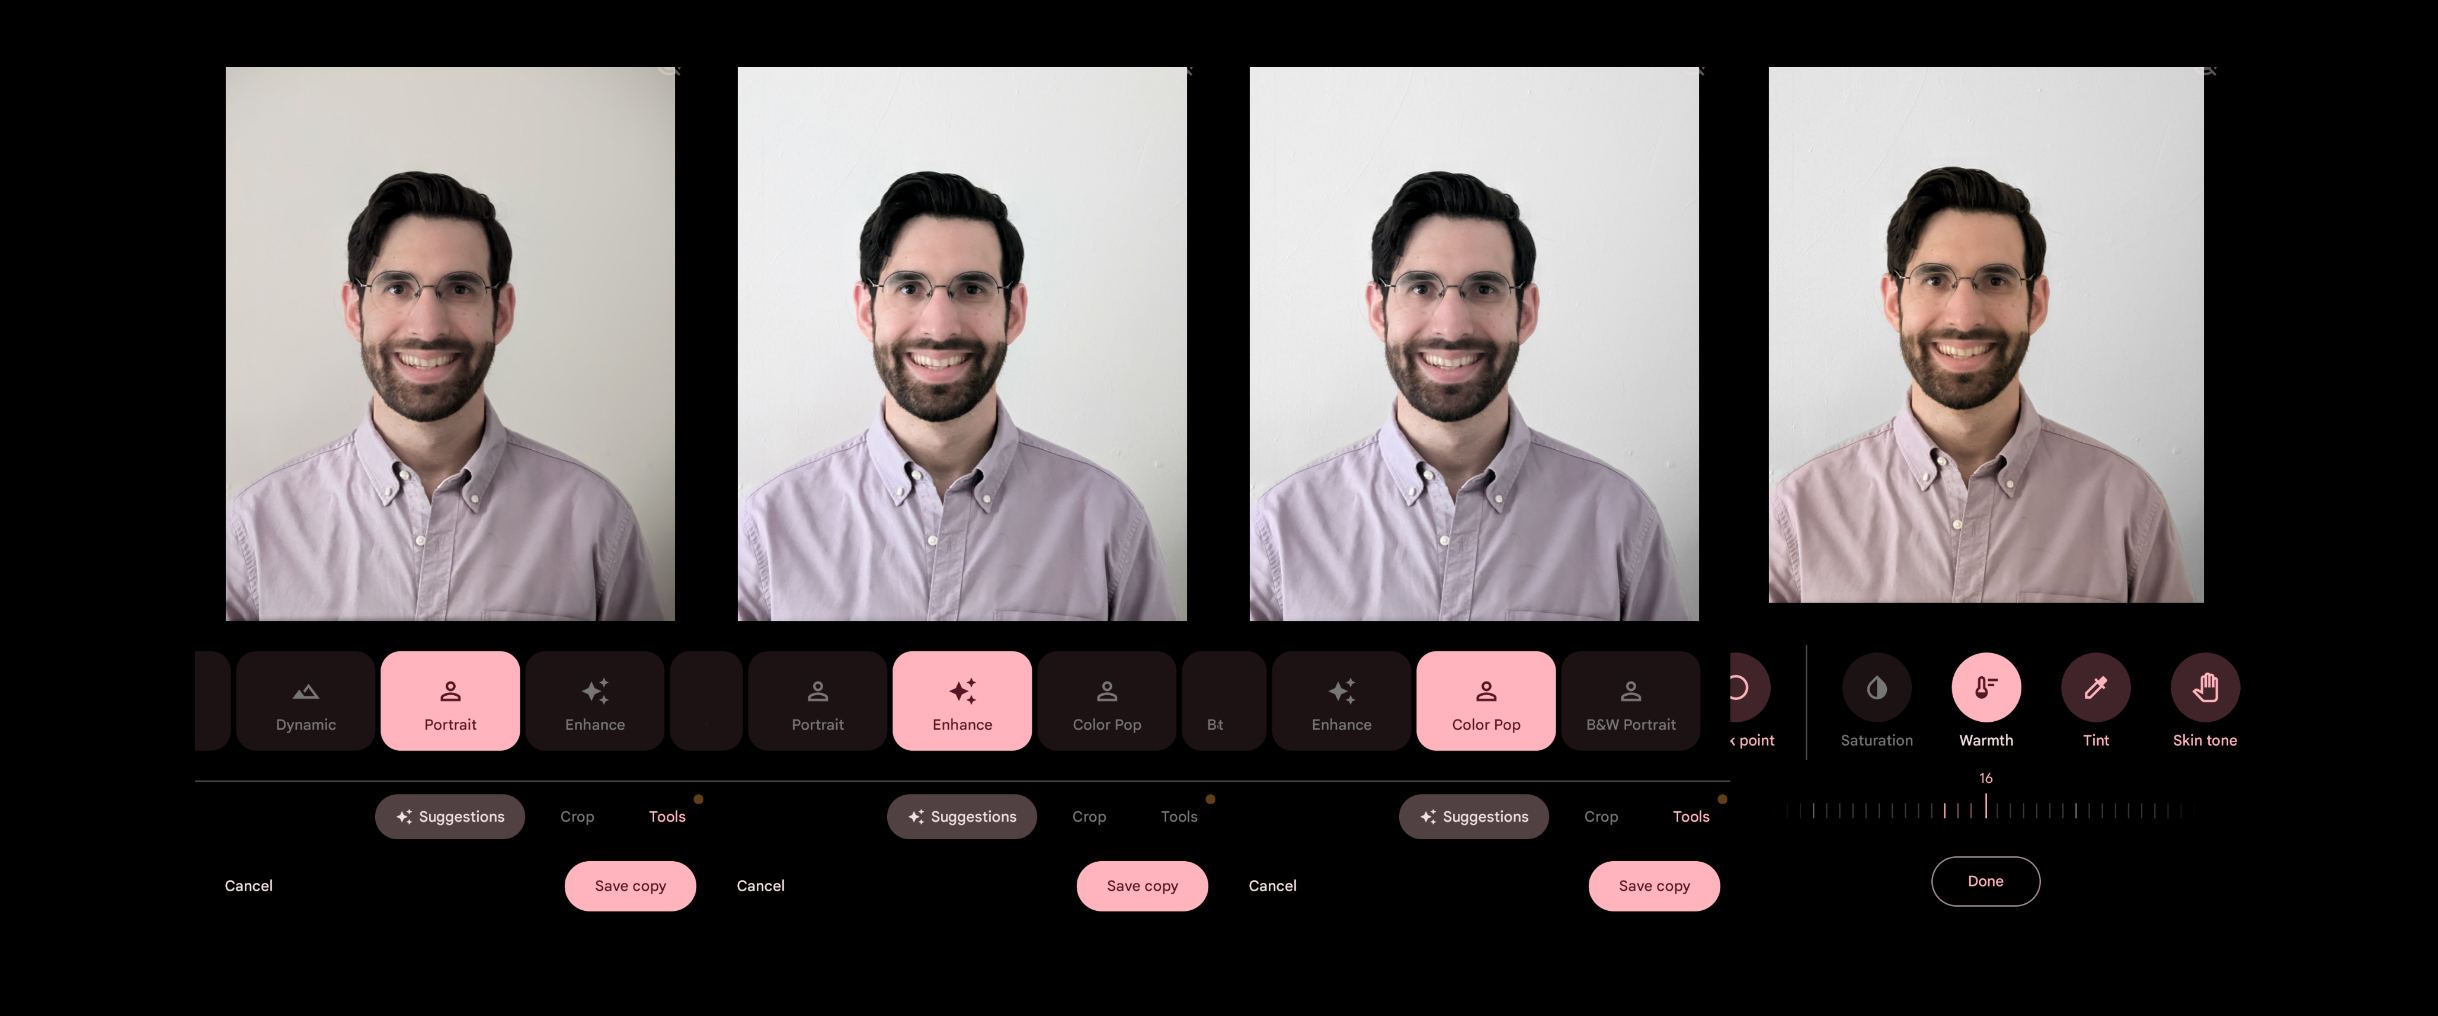 Dynamic
Portrait
Enhance
Portrait
Enhance
Color Pop
Enhance
Color Pop
B&W Portrait
point
Saturation
Warmth
Tint
Skin tone
16
Suggestions
Crop
Tools
Suggestions
Crop
Tools
Suggestions
Crop
Tools
Cancel
Save copy
Cancel
Save copy
Cancel
Save copy
Done